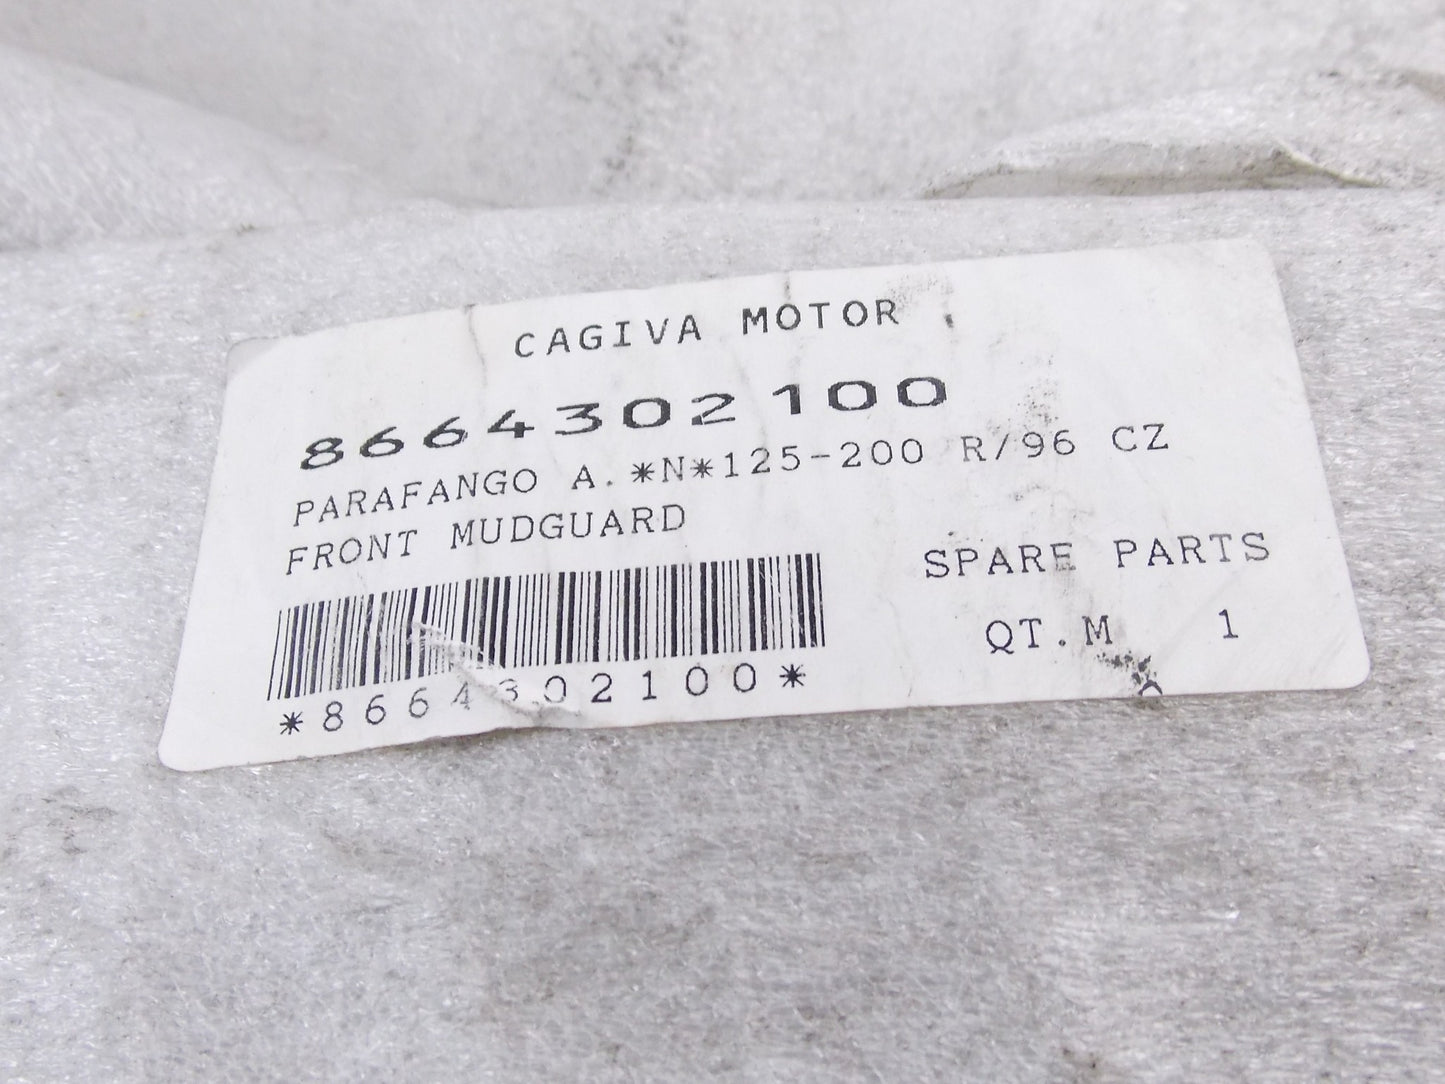 CAGIVA MOTOR
8664302100
PARAFANGO A.*N*125-200 R/96 CZ
FRONT MUDGUARD
SPARE PARTS
QT.M 1
*8664302100*